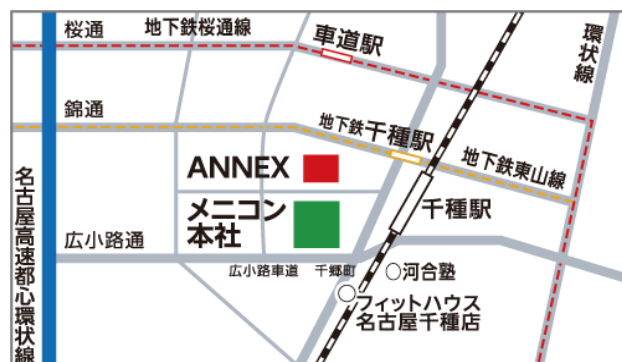 桜通
地下鉄桜通線
車道駅
環状線
錦通
地下鉄千種駅
地下鉄東山線
ANNEX
メニコン
本社
千種駅
名古屋高速都心環状線
広小路通
広小路車道
千郷町
河合塾
フィットハウス
名古屋千種店